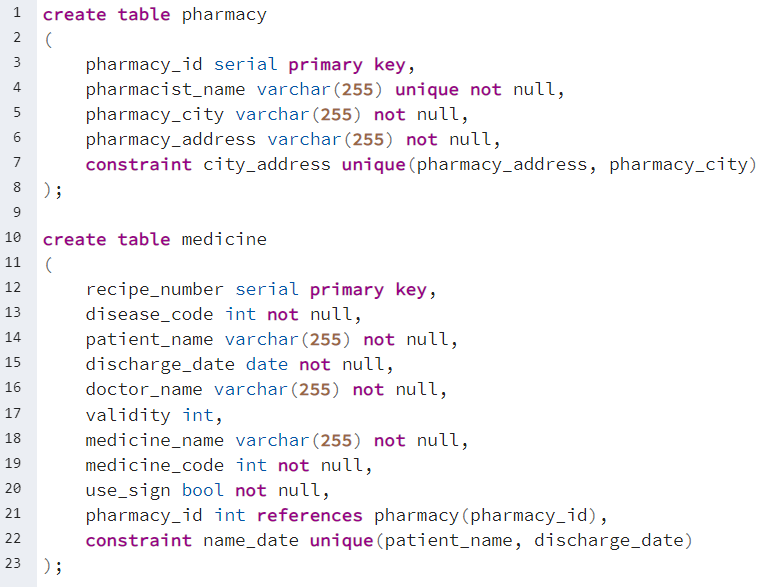 1 create table pharmacy
2 (
3     pharmacy_id serial primary key,
4     pharmacist_name varchar(255) unique not null,
5     pharmacy_city varchar(255) not null,
6     pharmacy_address varchar(255) not null,
7     constraint city_address unique(pharmacy_address, pharmacy_city)
8 );
9
10 create table medicine
11 (
12     recipe_number serial primary key,
13     disease_code int not null,
14     patient_name varchar(255) not null,
15     discharge_date date not null,
16     doctor_name varchar(255) not null,
17     validity int,
18     medicine_name varchar(255) not null,
19     medicine_code int not null,
20     use_sign bool not null,
21     pharmacy_id int references pharmacy(pharmacy_id),
22     constraint name_date unique(patient_name, discharge_date)
23 );